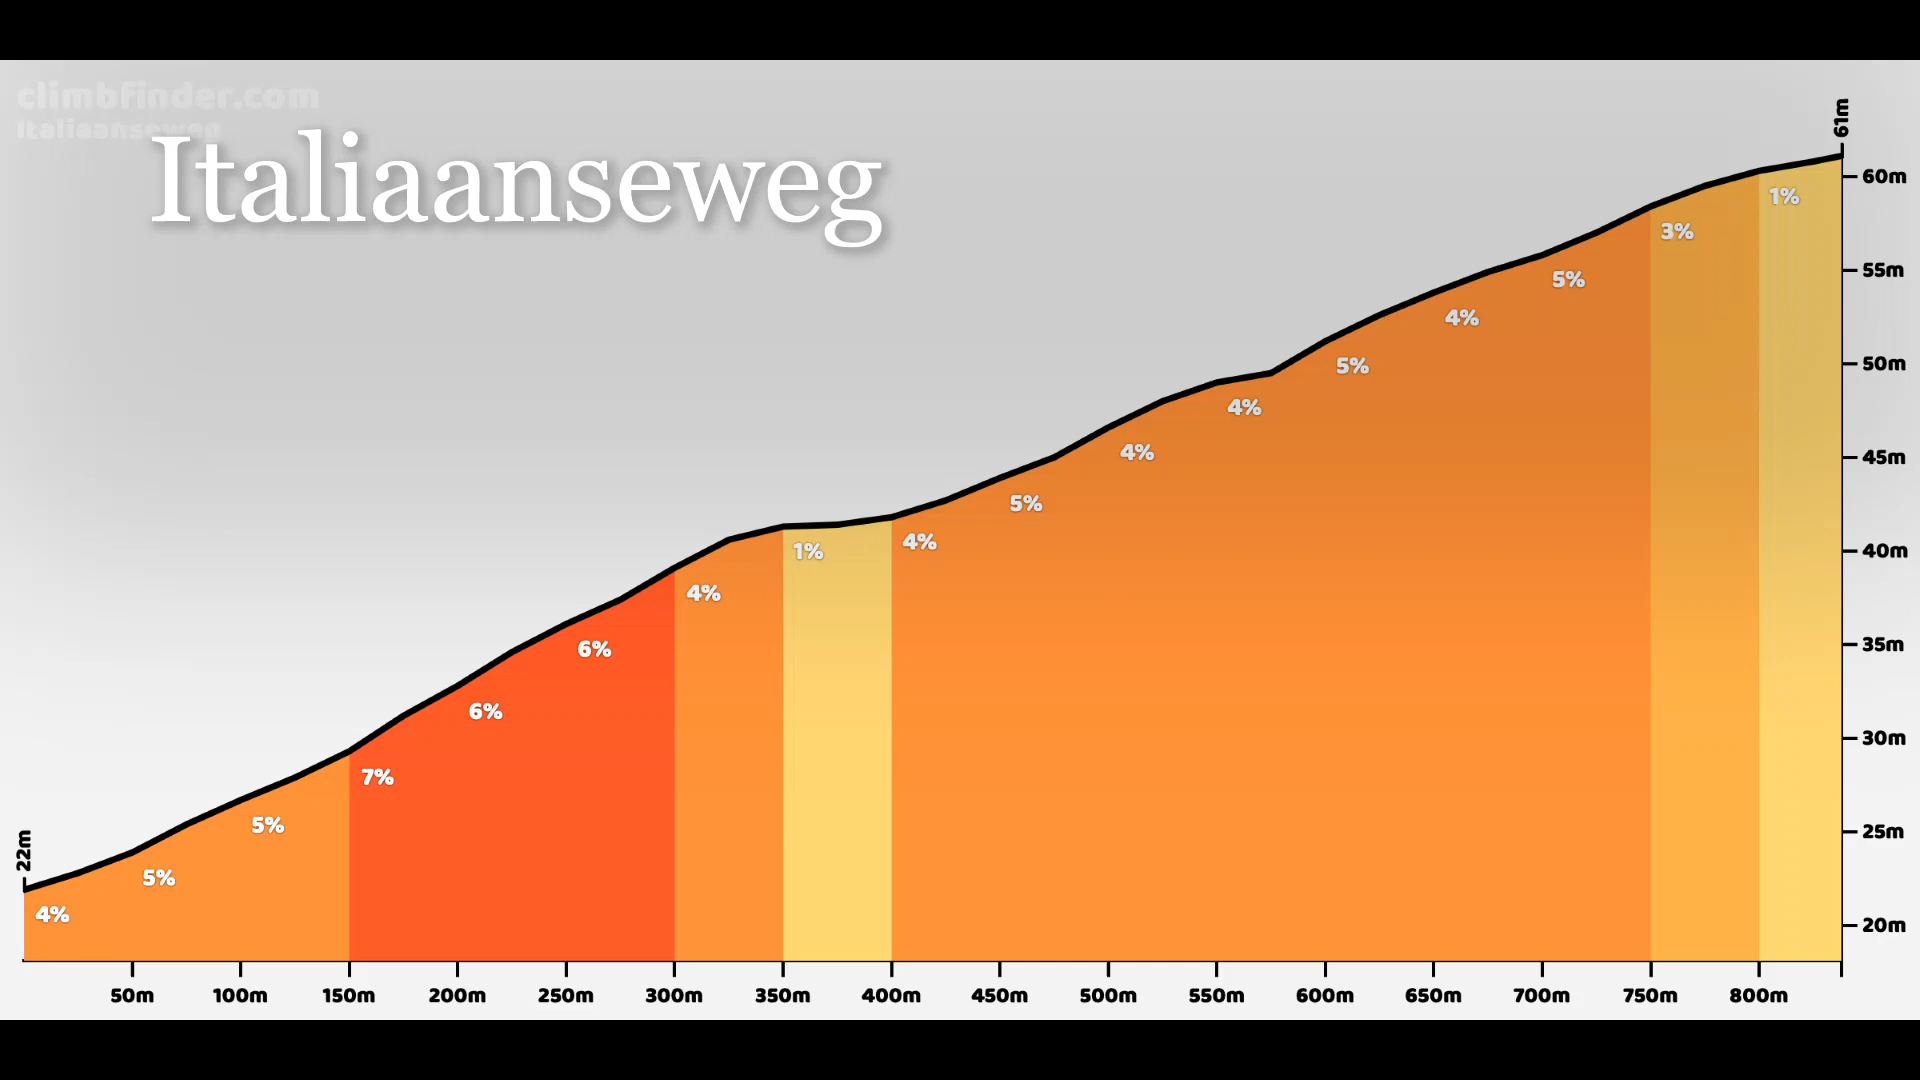 climbfinder.com
Italiaanseweg
Italiaanseweg
61m
60m
1%
3%
55m
5%
4%
50m
5%
4%
45m
4%
5%
40m
4%
1%
4%
35m
6%
30m
6%
7%
25m
5%
22m
5%
20m
4%
50m 100m 150m 200m 250m 300m 350m 400m 450m 500m 550m 600m 650m 700m 750m 800m